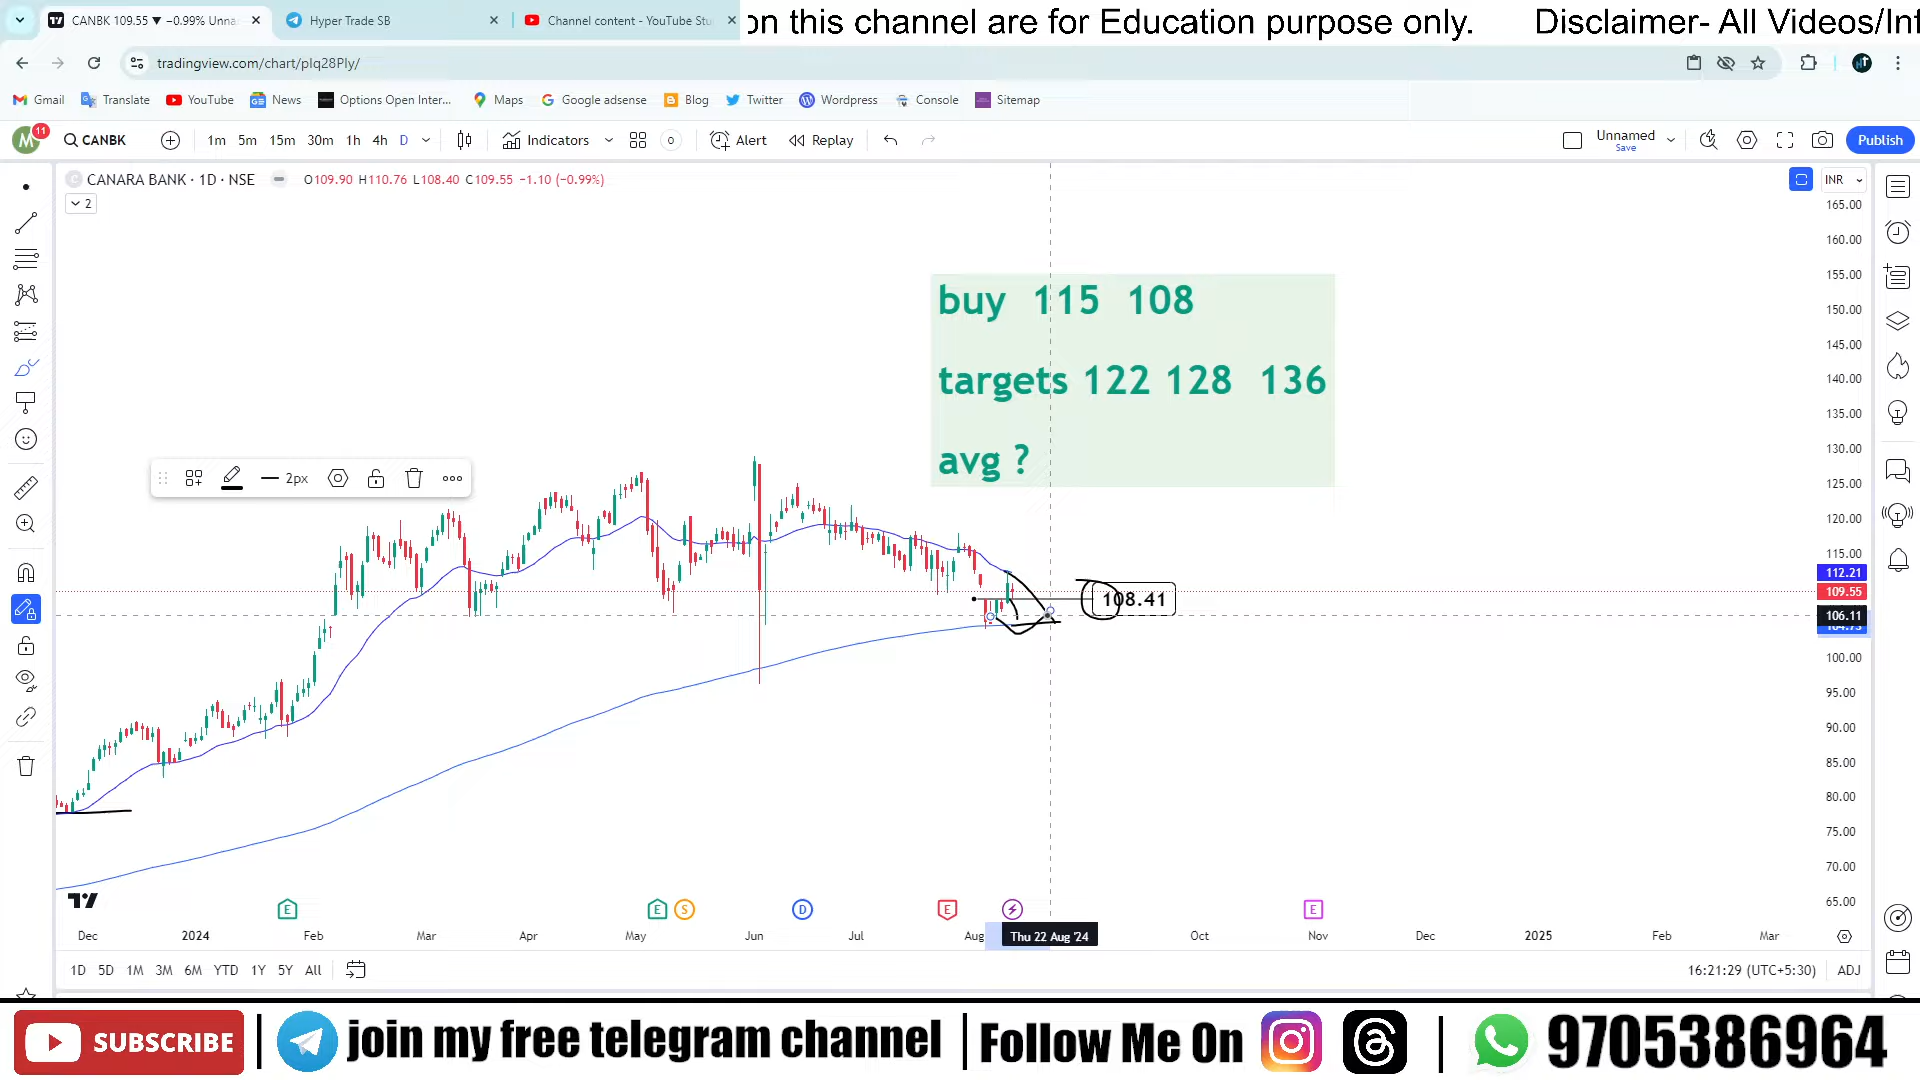 CANBK 109.55 ▼ −0.99% Unna
Hyper Trade SB
Channel content - YouTube Stu
on this channel are for Education purpose only.
Disclaimer- All Videos/Inf
tradingview.com/chart/pIq28Ply/
Gmail
Translate
YouTube
News
Options Open Inter...
Maps
Google adsense
Blog
Twitter
Wordpress
Console
Sitemap
M 11
CANBK
1m 5m 15m 30m 1h 4h D
Indicators
Alert
Replay
Unnamed
Save
Publish
CANARA BANK · 1D · NSE
O109.90 H110.76 L108.40 C109.55 −1.10 (−0.99%)
INR
2
165.00
160.00
155.00
150.00
145.00
140.00
135.00
130.00
125.00
120.00
115.00
112.21
109.55
106.11
100.00
95.00
90.00
85.00
80.00
75.00
70.00
65.00
buy 115 108
targets 122 128 136
avg ?
2px
108.41
E E S D E E
Dec 2024 Feb Mar Apr May Jun Jul Aug Thu 22 Aug '24 Oct Nov Dec 2025 Feb Mar
1D 5D 1M 3M 6M YTD 1Y 5Y All
16:21:29 (UTC+5:30)
ADJ
SUBSCRIBE
join my free telegram channel
Follow Me On
9705386964